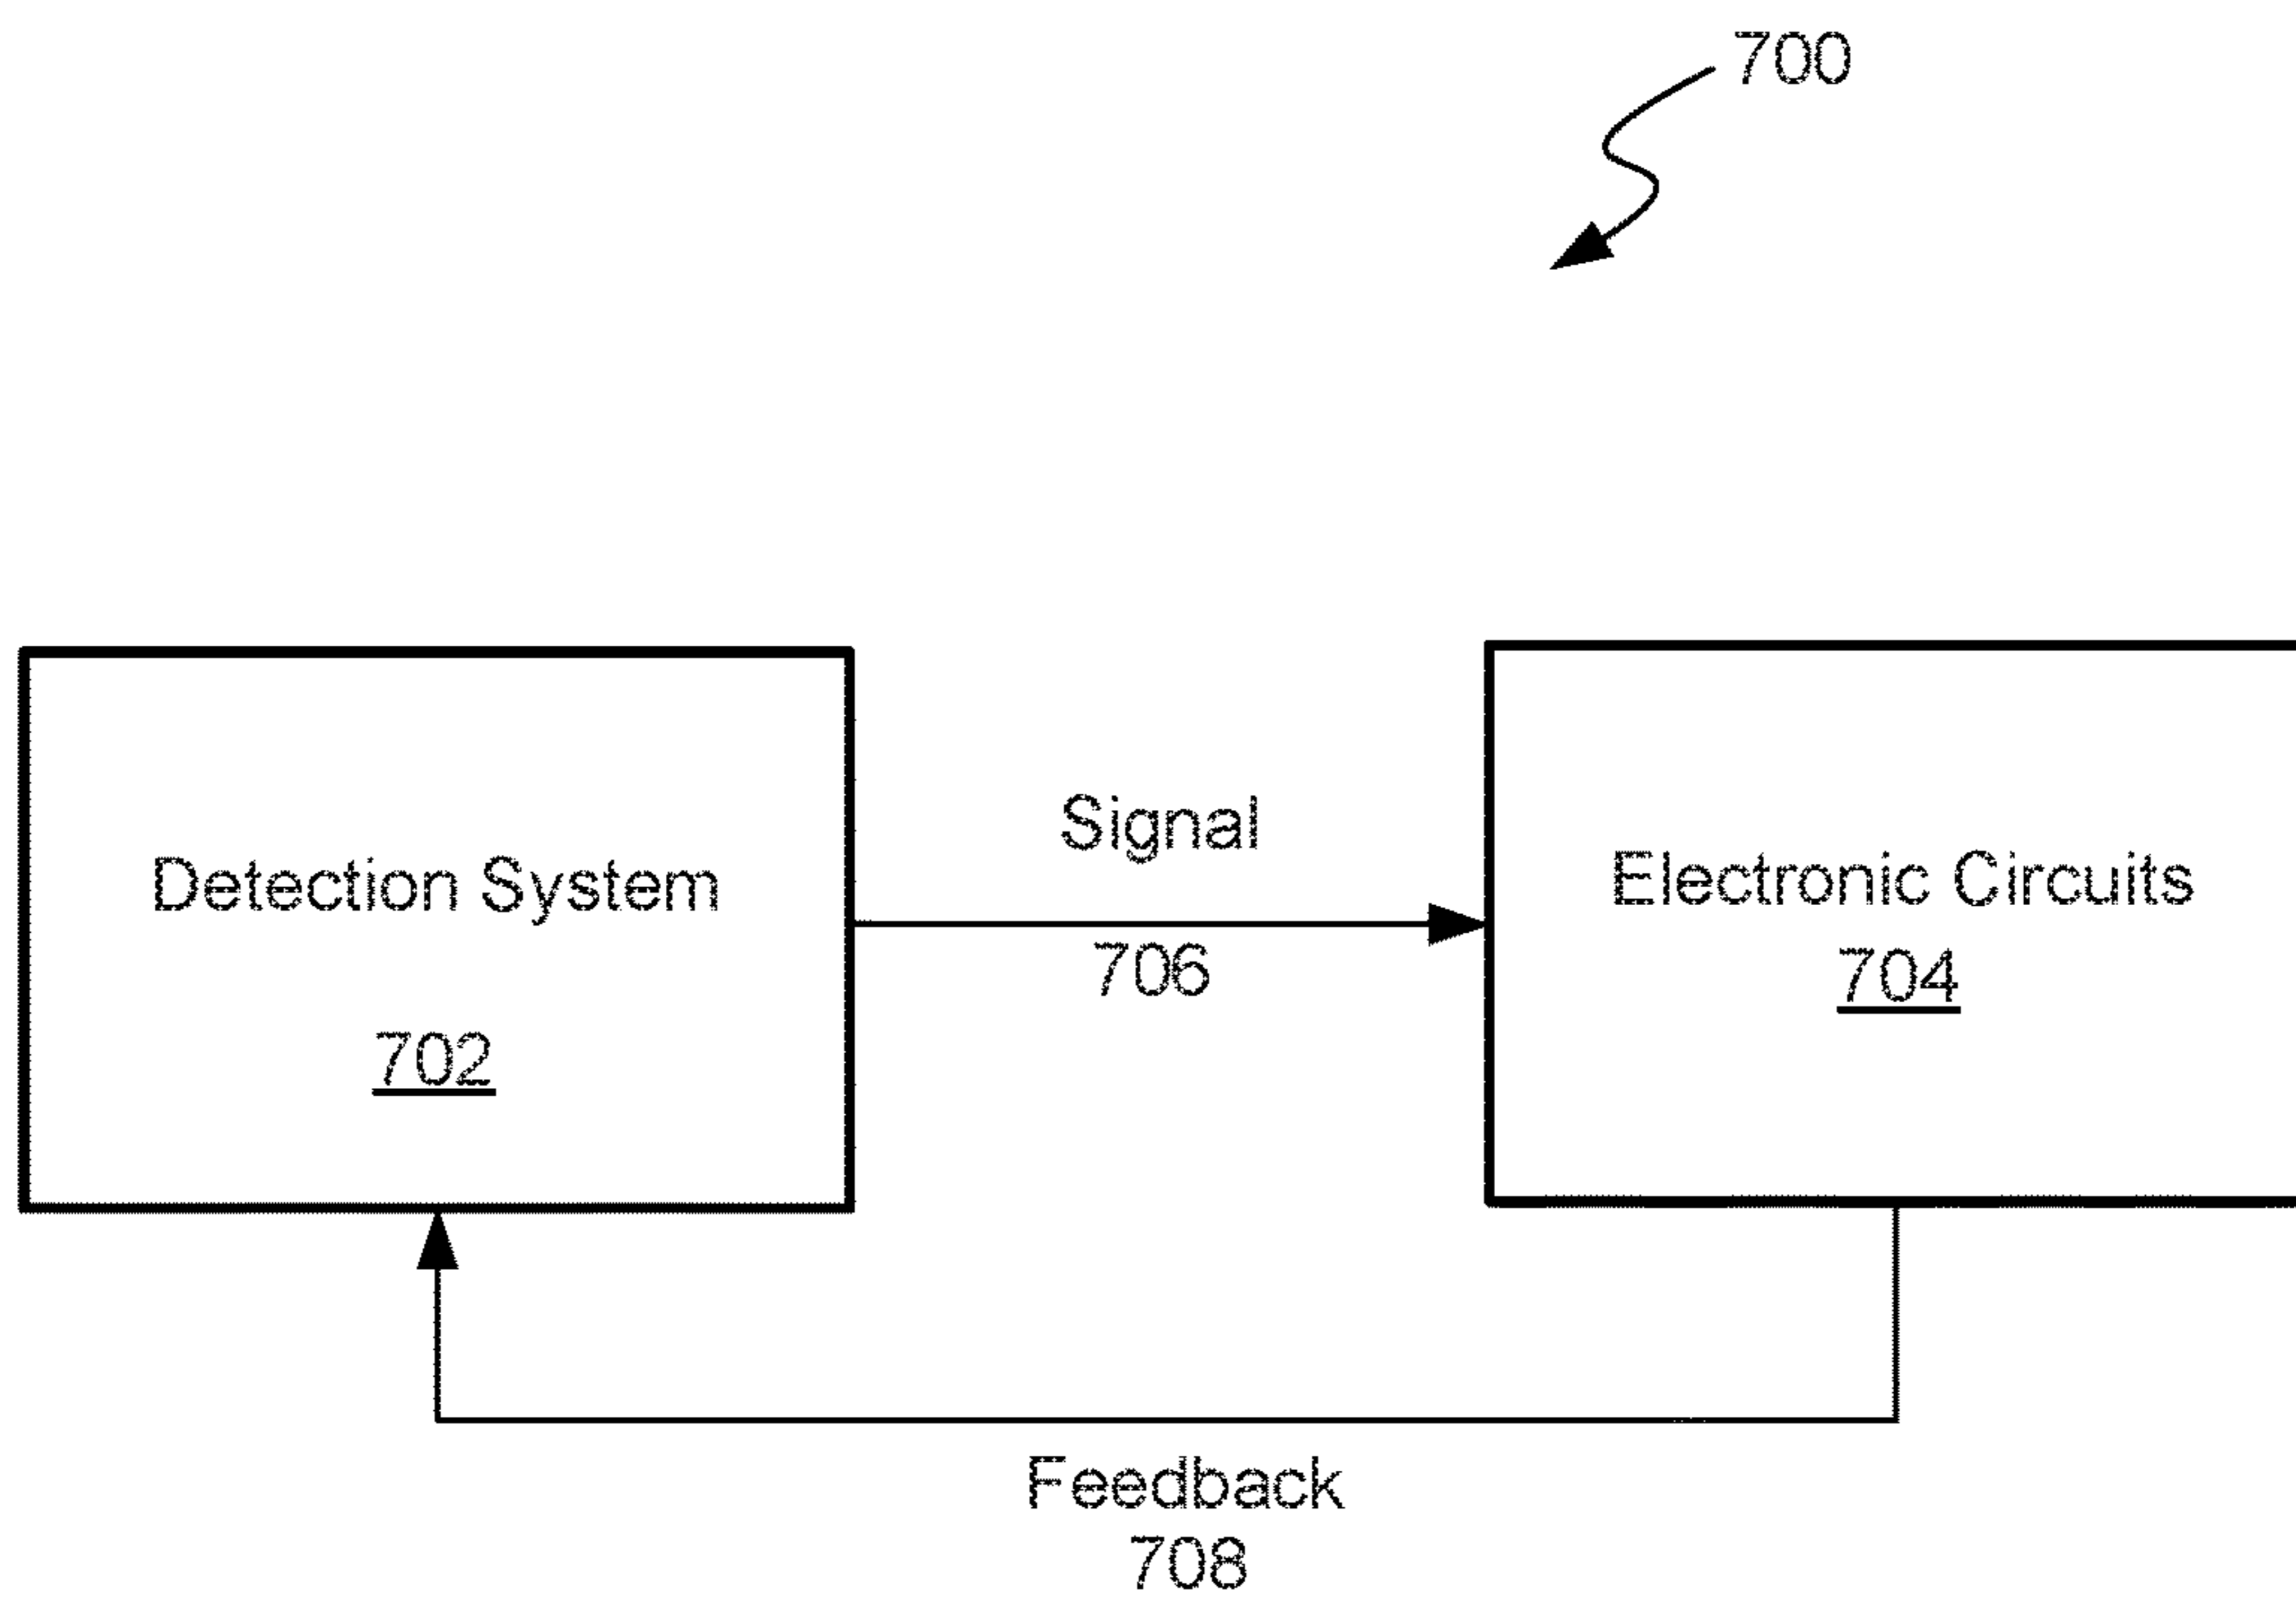 700
Detection System
702
Signal
706
Electronic Circuits
704
Feedback
708